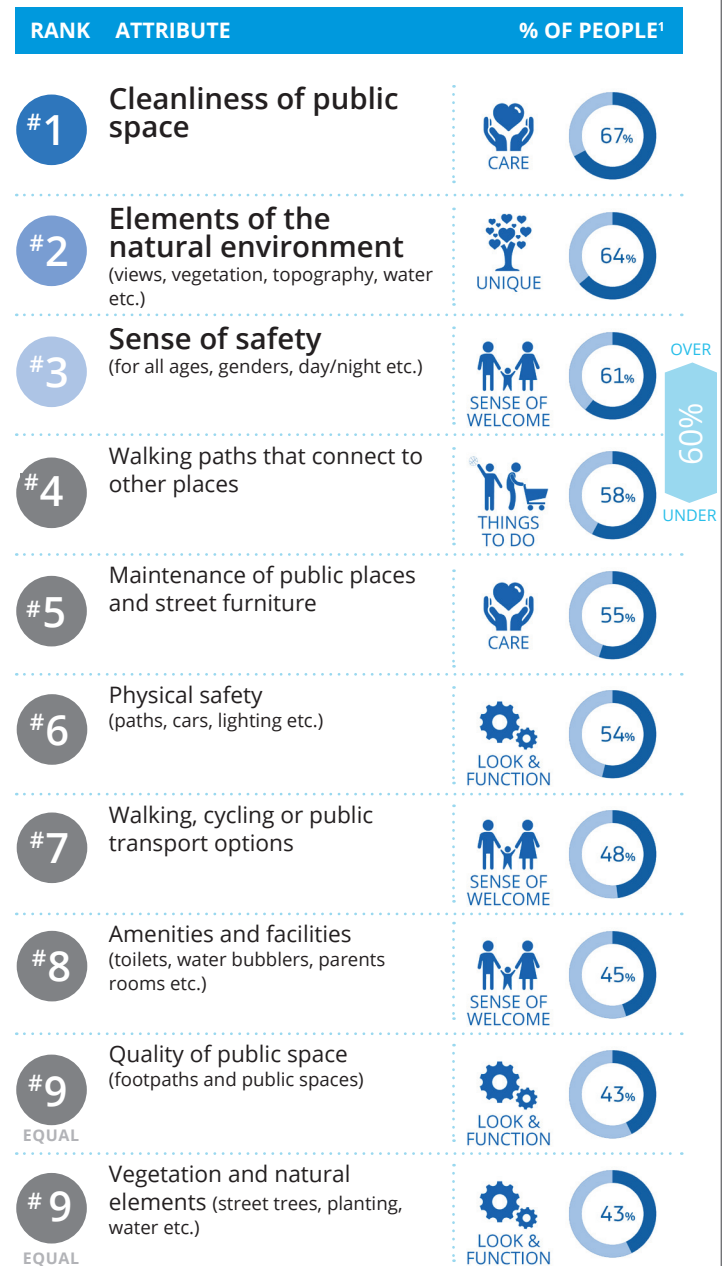 RANK ATTRIBUTE % OF PEOPLE¹
#1
Cleanliness of public
space
CARE
67%
#2
Elements of the
natural environment
(views, vegetation, topography, water
etc.)
UNIQUE
64%
#3
Sense of safety
(for all ages, genders, day/night etc.)
SENSE OF
WELCOME
61%
OVER
60%
UNDER
#4
Walking paths that connect to
other places
THINGS
TO DO
58%
#5
Maintenance of public places
and street furniture
CARE
55%
#6
Physical safety
(paths, cars, lighting etc.)
LOOK &
FUNCTION
54%
#7
Walking, cycling or public
transport options
SENSE OF
WELCOME
48%
#8
Amenities and facilities
(toilets, water bubblers, parents
rooms etc.)
SENSE OF
WELCOME
45%
#9
EQUAL
Quality of public space
(footpaths and public spaces)
LOOK &
FUNCTION
43%
# 9
EQUAL
Vegetation and natural
elements (street trees, planting,
water etc.)
LOOK &
FUNCTION
43%